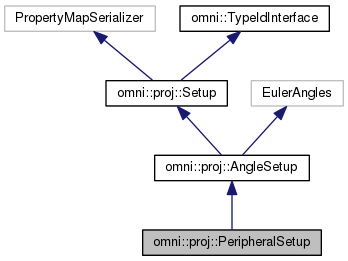 PropertyMapSerializer
omni::TypeIdInterface
omni::proj::Setup
EulerAngles
omni::proj::AngleSetup
omni::proj::PeripheralSetup